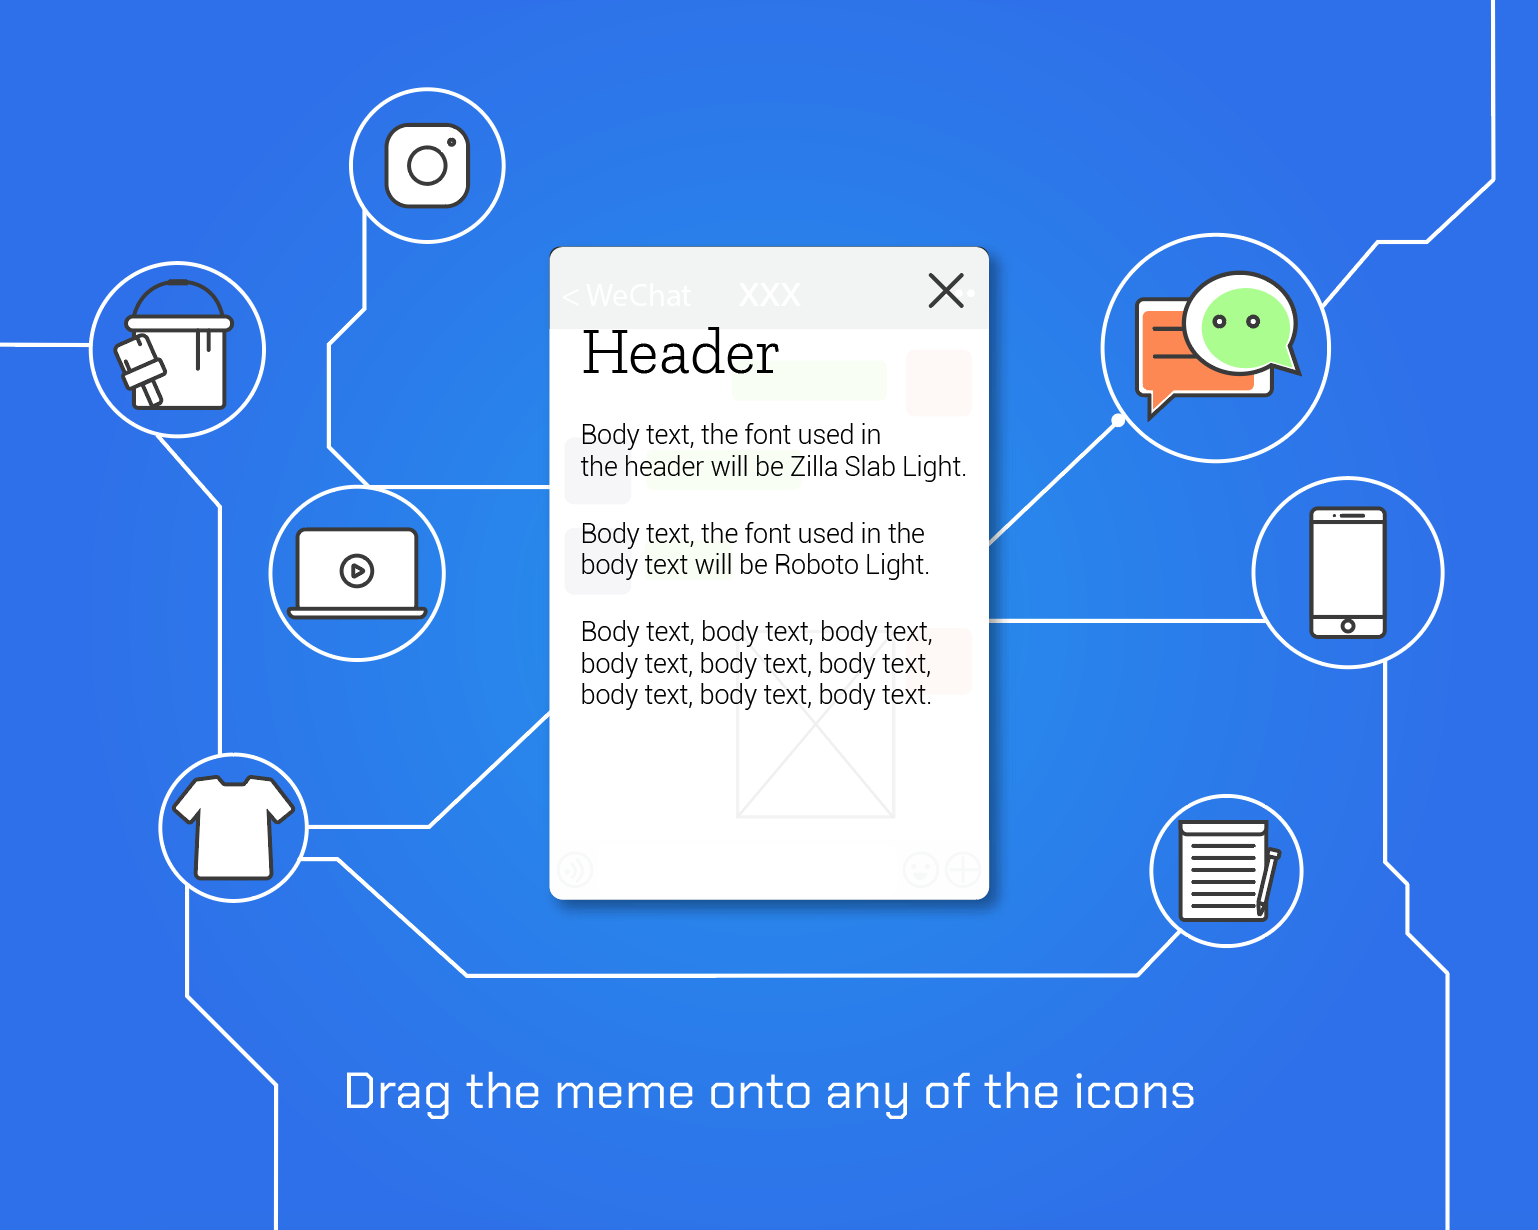 < WeChat XXX
Header
Body text, the font used in
the header will be Zilla Slab Light.
Body text, the font used in the
body text will be Roboto Light.
Body text, body text, body text,
body text, body text, body text,
body text, body text, body text.
Drag the meme onto any of the icons